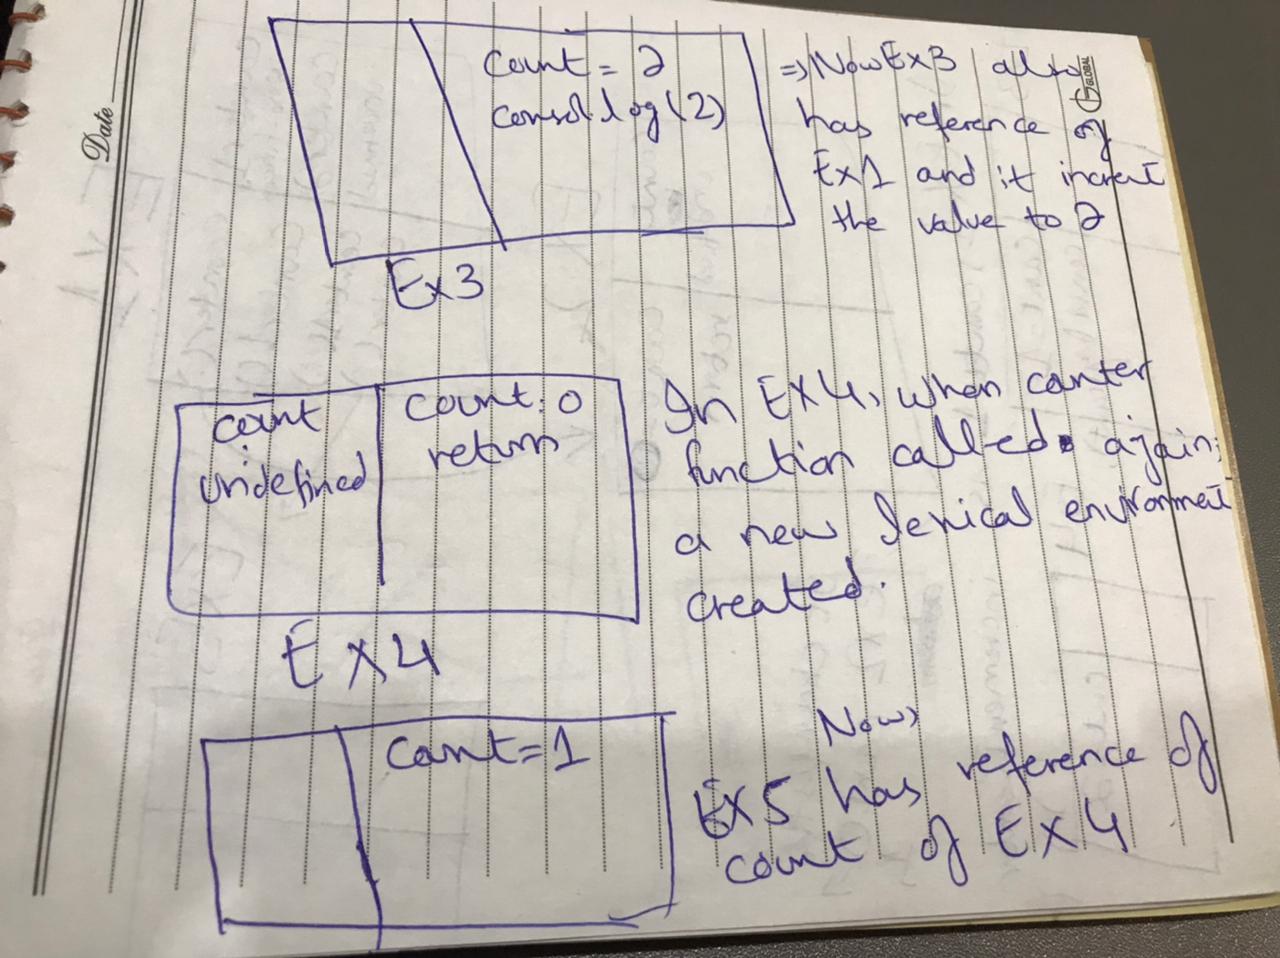 Date
GLOBAL
count = 2
consol.log(2)
Ex3
=> Now Ex3 also
has reference of
Ex1 and it increat
the value to 2
count
:
undefined
count: 0
return
Ex4
In Ex4, when counter
function called again,
a new lexical environment
created.
count=1
Now,
Ex5 has reference of
count of Ex4